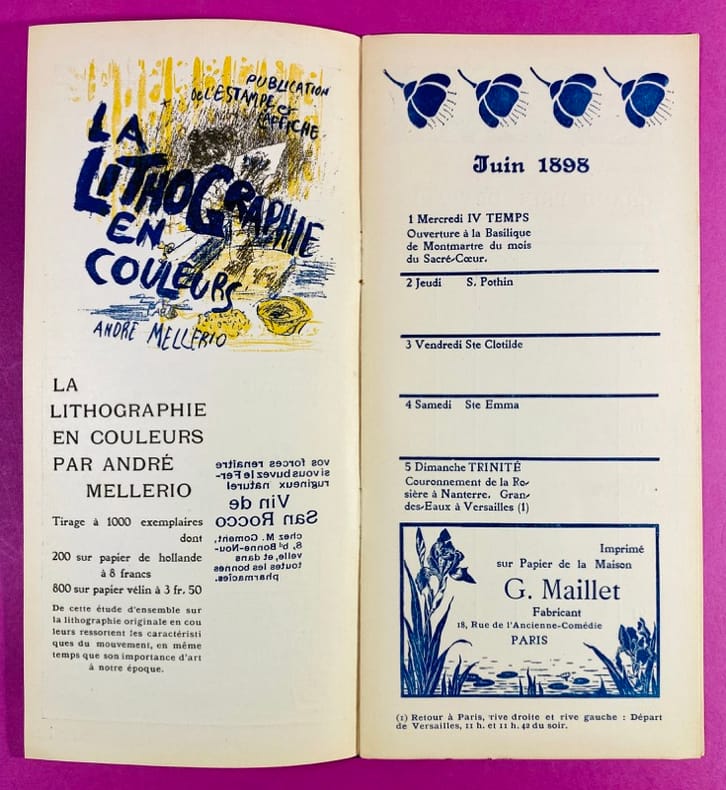 PUBLICATION
DE L'ESTAMPE ET
L'AFFICHE
LA
LITHOGRAPHIE
EN
COULEURS
ANDRÉ MELLERIO
LA
LITHOGRAPHIE
EN COULEURS
PAR ANDRÉ
MELLERIO
Tirage à 1000 exemplaires
dont
200 sur papier de hollande
à 8 francs
800 sur papier vélin à 3 fr. 50
De cette étude d'ensemble sur
la lithographie originale en cou
leurs ressortent les caractéristi
ques du mouvement, en même
temps que son importance d'art
à notre époque.
vos forces renaître
si vous buvez le Fer-
rugineux naturel
Vin de
San Rocco
chez M. Coment,
8, bd Bonne-Nou-
velle, et, dans
toutes les bonnes
pharmacies.
Juin 1898
1 Mercredi IV TEMPS
Ouverture à la Basilique
de Montmartre du mois
du Sacré-Cœur.
2 Jeudi S. Pothin
3 Vendredi Ste Clotilde
4 Samedi Ste Emma
5 Dimanche TRINITÉ
Couronnement de la Ro-
sière à Nanterre. Gran-
des-Eaux à Versailles (1)
Imprimé
sur Papier de la Maison
G. Maillet
Fabricant
18, Rue de l'Ancienne-Comédie
PARIS
(1) Retour à Paris, rive droite et rive gauche : Départ
de Versailles, 11 h. et 11 h. 42 du soir.